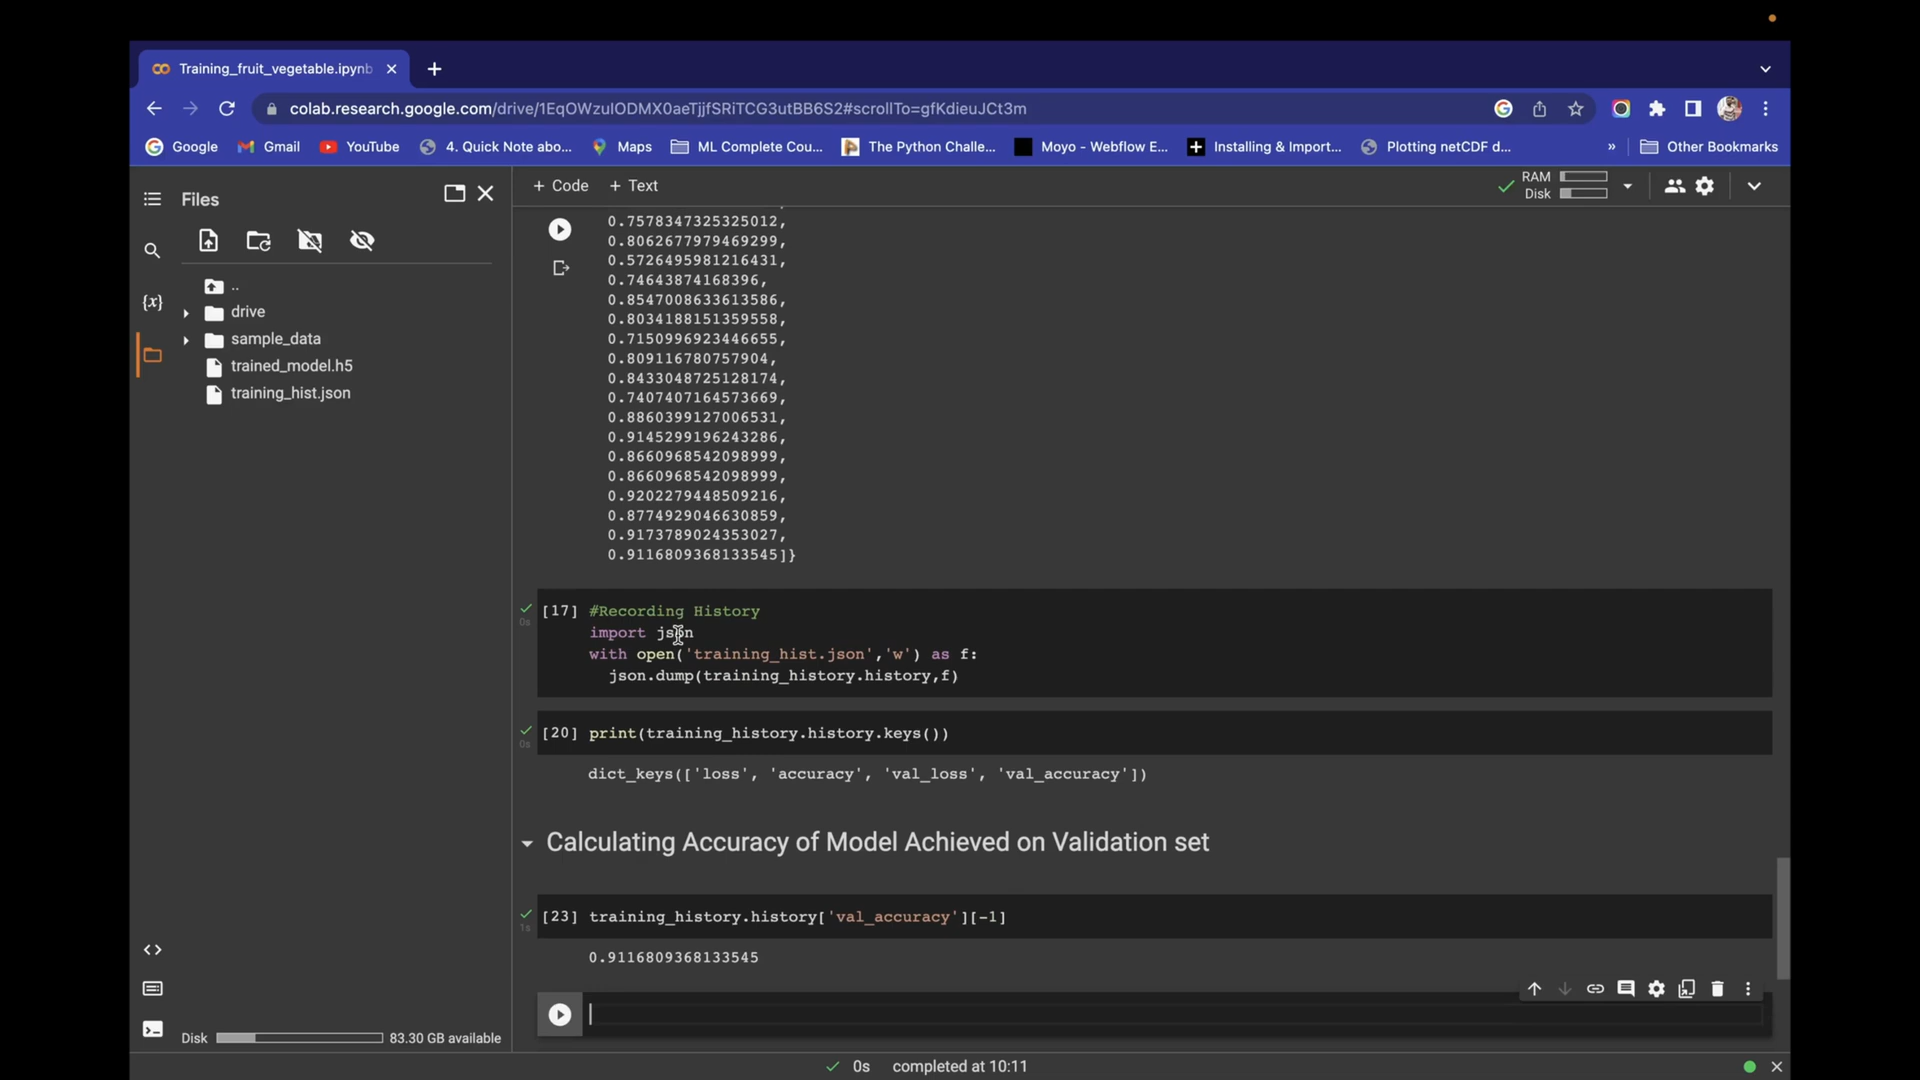 Training_fruit_vegetable.ipynb
colab.research.google.com/drive/1EqOWzuIODMX0aeTjjfSRiTCG3utBB6S2#scrollTo=gfKdieuJCt3m
Google
Gmail
YouTube
4. Quick Note abo...
Maps
ML Complete Cou...
The Python Challe...
Moyo - Webflow E...
Installing & Import...
Plotting netCDF d...
»
Other Bookmarks
Files
+ Code + Text
RAM
Disk
..
drive
sample_data
trained_model.h5
training_hist.json
{x}
0.7578347325325012,
0.8062677979469299,
0.5726495981216431,
0.74643874168396,
0.8547008633613586,
0.8034188151359558,
0.7150996923446655,
0.809116780757904,
0.8433048725128174,
0.7407407164573669,
0.8860399127006531,
0.9145299196243286,
0.8660968542098999,
0.8660968542098999,
0.9202279448509216,
0.8774929046630859,
0.9173789024353027,
0.9116809368133545]}
[17] #Recording History
0s
import json
with open('training_hist.json','w') as f:
json.dump(training_history.history,f)
[20] print(training_history.history.keys())
0s
dict_keys(['loss', 'accuracy', 'val_loss', 'val_accuracy'])
Calculating Accuracy of Model Achieved on Validation set
[23] training_history.history['val_accuracy'][-1]
1s
0.9116809368133545
Disk
83.30 GB available
0s completed at 10:11